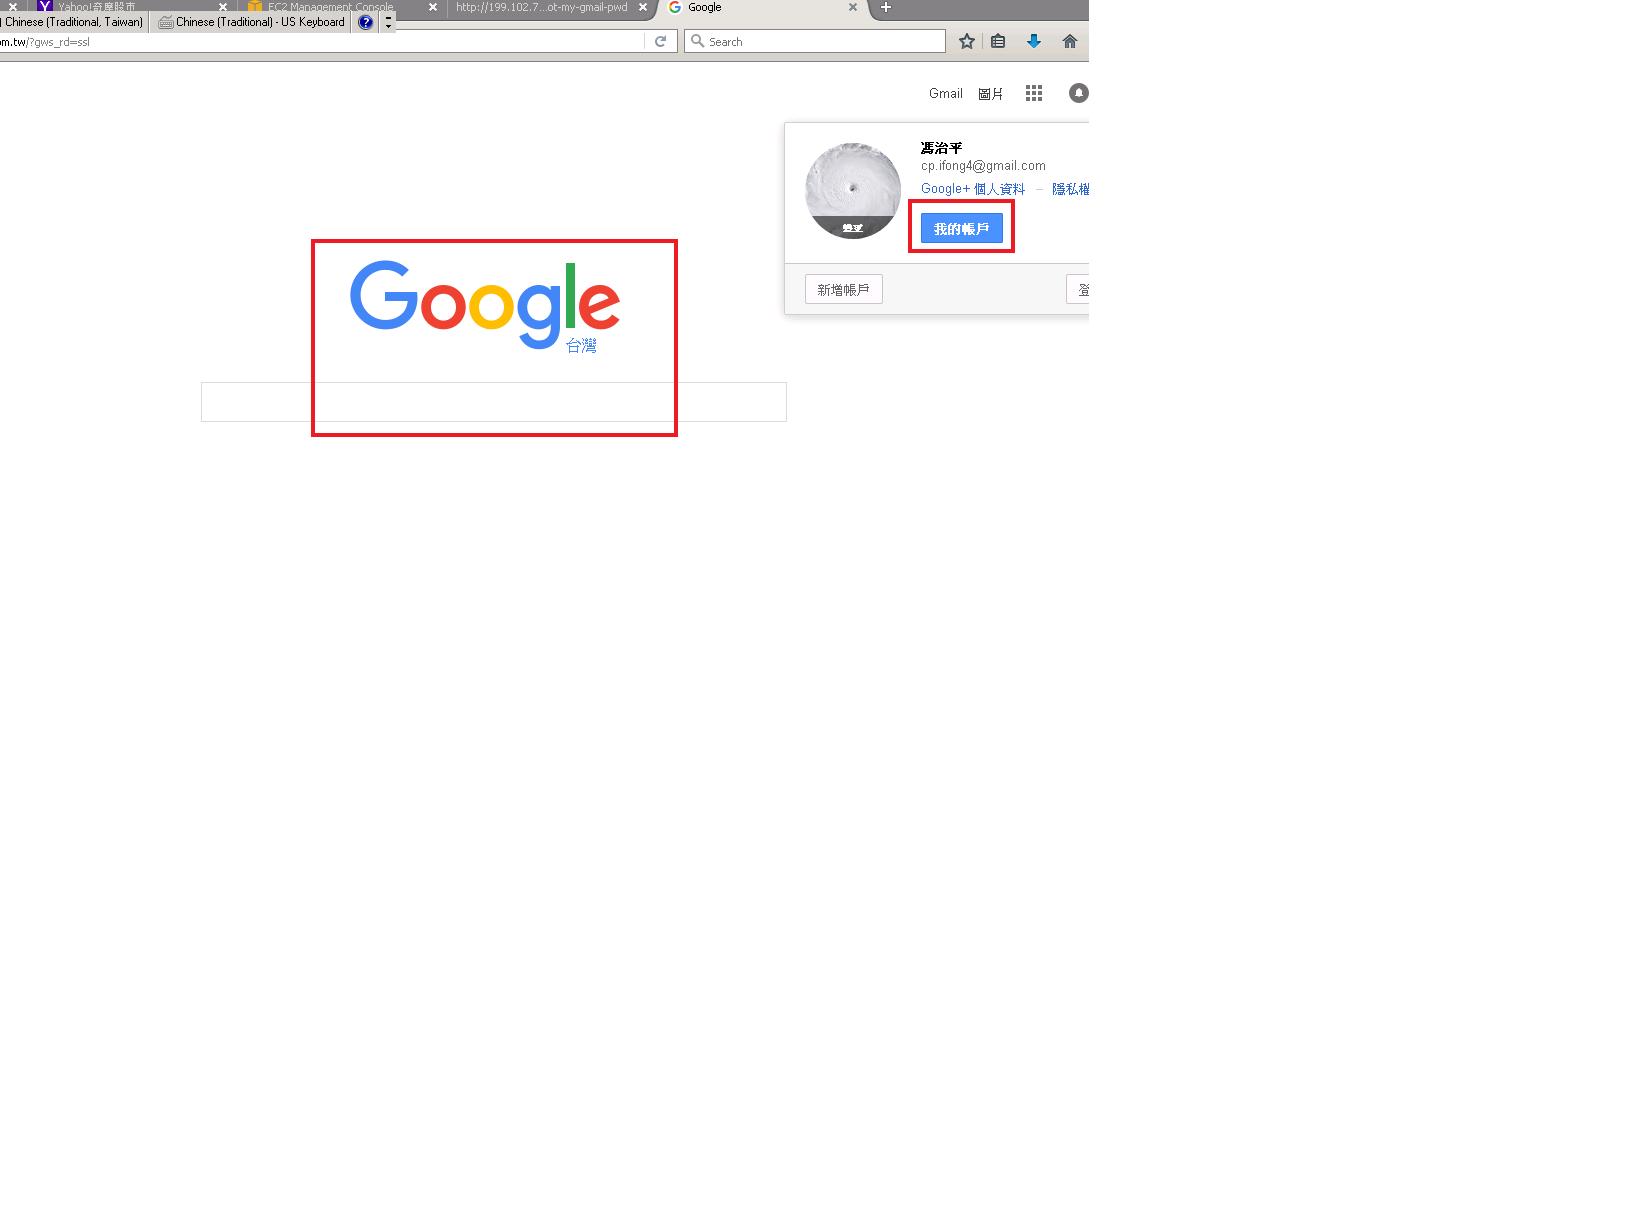 Yahoo!奇摩股市
EC2 Management Console
http://199.102.7...ot-my-gmail-pwd
Google
Chinese (Traditional, Taiwan)
Chinese (Traditional) - US Keyboard
om.tw/?gws_rd=ssl
Search
Gmail 圖片
馮治平
cp.ifong4@gmail.com
Google+ 個人資料 – 隱私權
我的帳戶
新增帳戶
登
Google
台灣